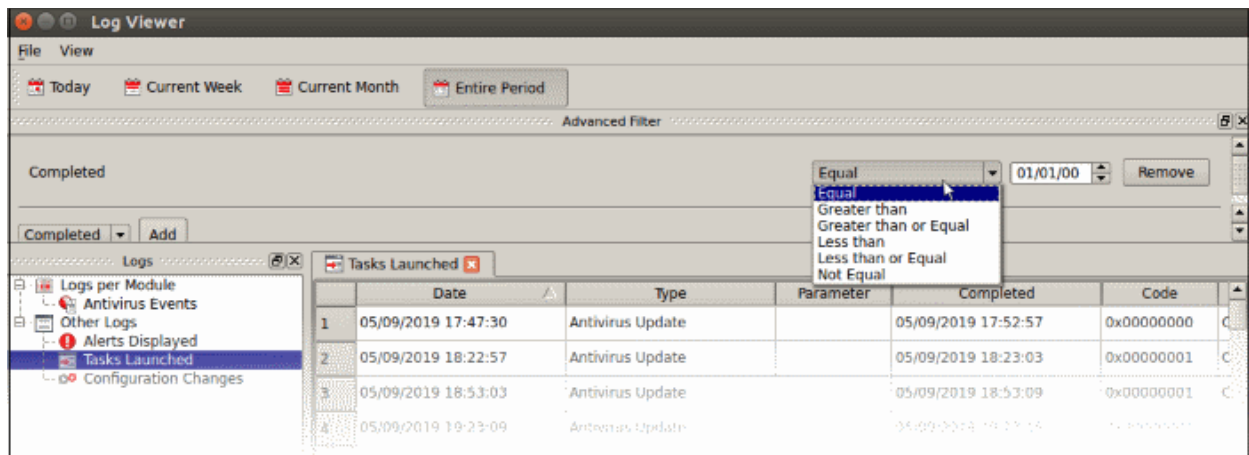 Log Viewer
File View
Today Current Week Current Month Entire Period
Advanced Filter
Completed Equal 01/01/00 Remove
Equal
Greater than
Greater than or Equal
Less than
Less than or Equal
Not Equal
Completed Add
Logs
Logs per Module
Antivirus Events
Other Logs
Alerts Displayed
Tasks Launched
Configuration Changes
Tasks Launched
Date Type Parameter Completed Code
1 05/09/2019 17:47:30 Antivirus Update 05/09/2019 17:52:57 0x00000000
2 05/09/2019 18:22:57 Antivirus Update 05/09/2019 18:23:03 0x00000001
3 05/09/2019 18:53:03 Antivirus Update 05/09/2019 18:53:09 0x00000001
4 05/09/2019 19:23:09 Antivirus Update